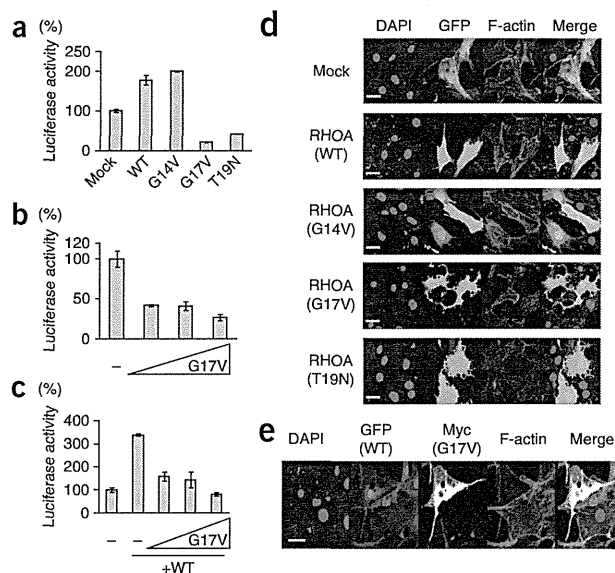 a
(%)
Luciferase activity
250
200
100
0
Mock
WT
G14V
G17V
T19N
b
(%)
Luciferase activity
120
100
50
0
–
G17V
c
(%)
Luciferase activity
400
300
200
100
0
– –
G17V
+WT
d
DAPI GFP F-actin Merge
Mock
RHOA
(WT)
RHOA
(G14V)
RHOA
(G17V)
RHOA
(T19N)
e
DAPI
GFP
(WT)
Myc
(G17V)
F-actin
Merge